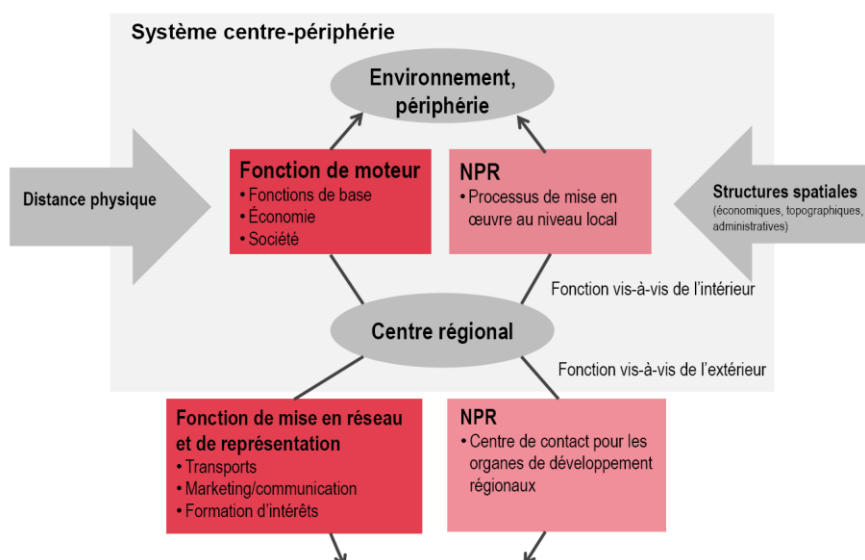 Système centre-périphérie
Environnement,
périphérie
Fonction de moteur
• Fonctions de base
• Économie
• Société
NPR
• Processus de mise en
œuvre au niveau local
Distance physique
Structures spatiales
(économiques, topographiques,
administratives)
Fonction vis-à-vis de l'intérieur
Centre régional
Fonction vis-à-vis de l'extérieur
Fonction de mise en réseau
et de représentation
• Transports
• Marketing/communication
• Formation d'intérêts
NPR
• Centre de contact pour les
organes de développement
régionaux